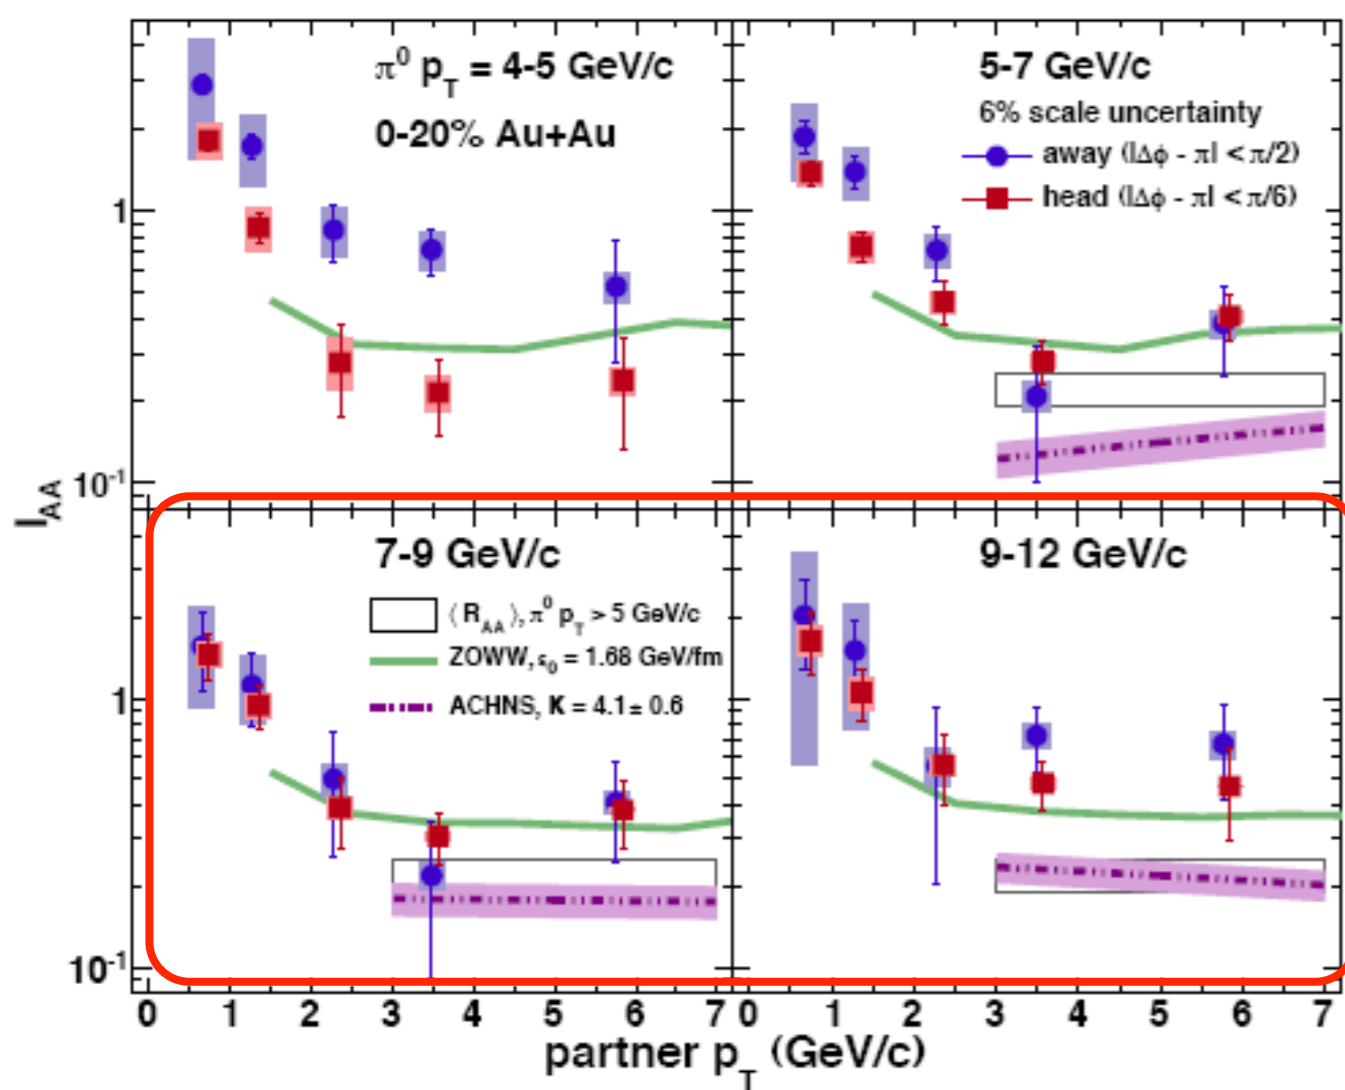 π⁰ p_T = 4-5 GeV/c
0-20% Au+Au
5-7 GeV/c
6% scale uncertainty
away (|Δϕ - π| < π/2)
head (|Δϕ - π| < π/6)
1
10⁻¹
I_AA
7-9 GeV/c
⟨ R_AA ⟩, π⁰ p_T > 5 GeV/c
ZOWW, ε₀ = 1.68 GeV/fm
ACHNS, K = 4.1± 0.6
9-12 GeV/c
1
10⁻¹
0 1 2 3 4 5 6 7 0 1 2 3 4 5 6 7
partner p_T (GeV/c)